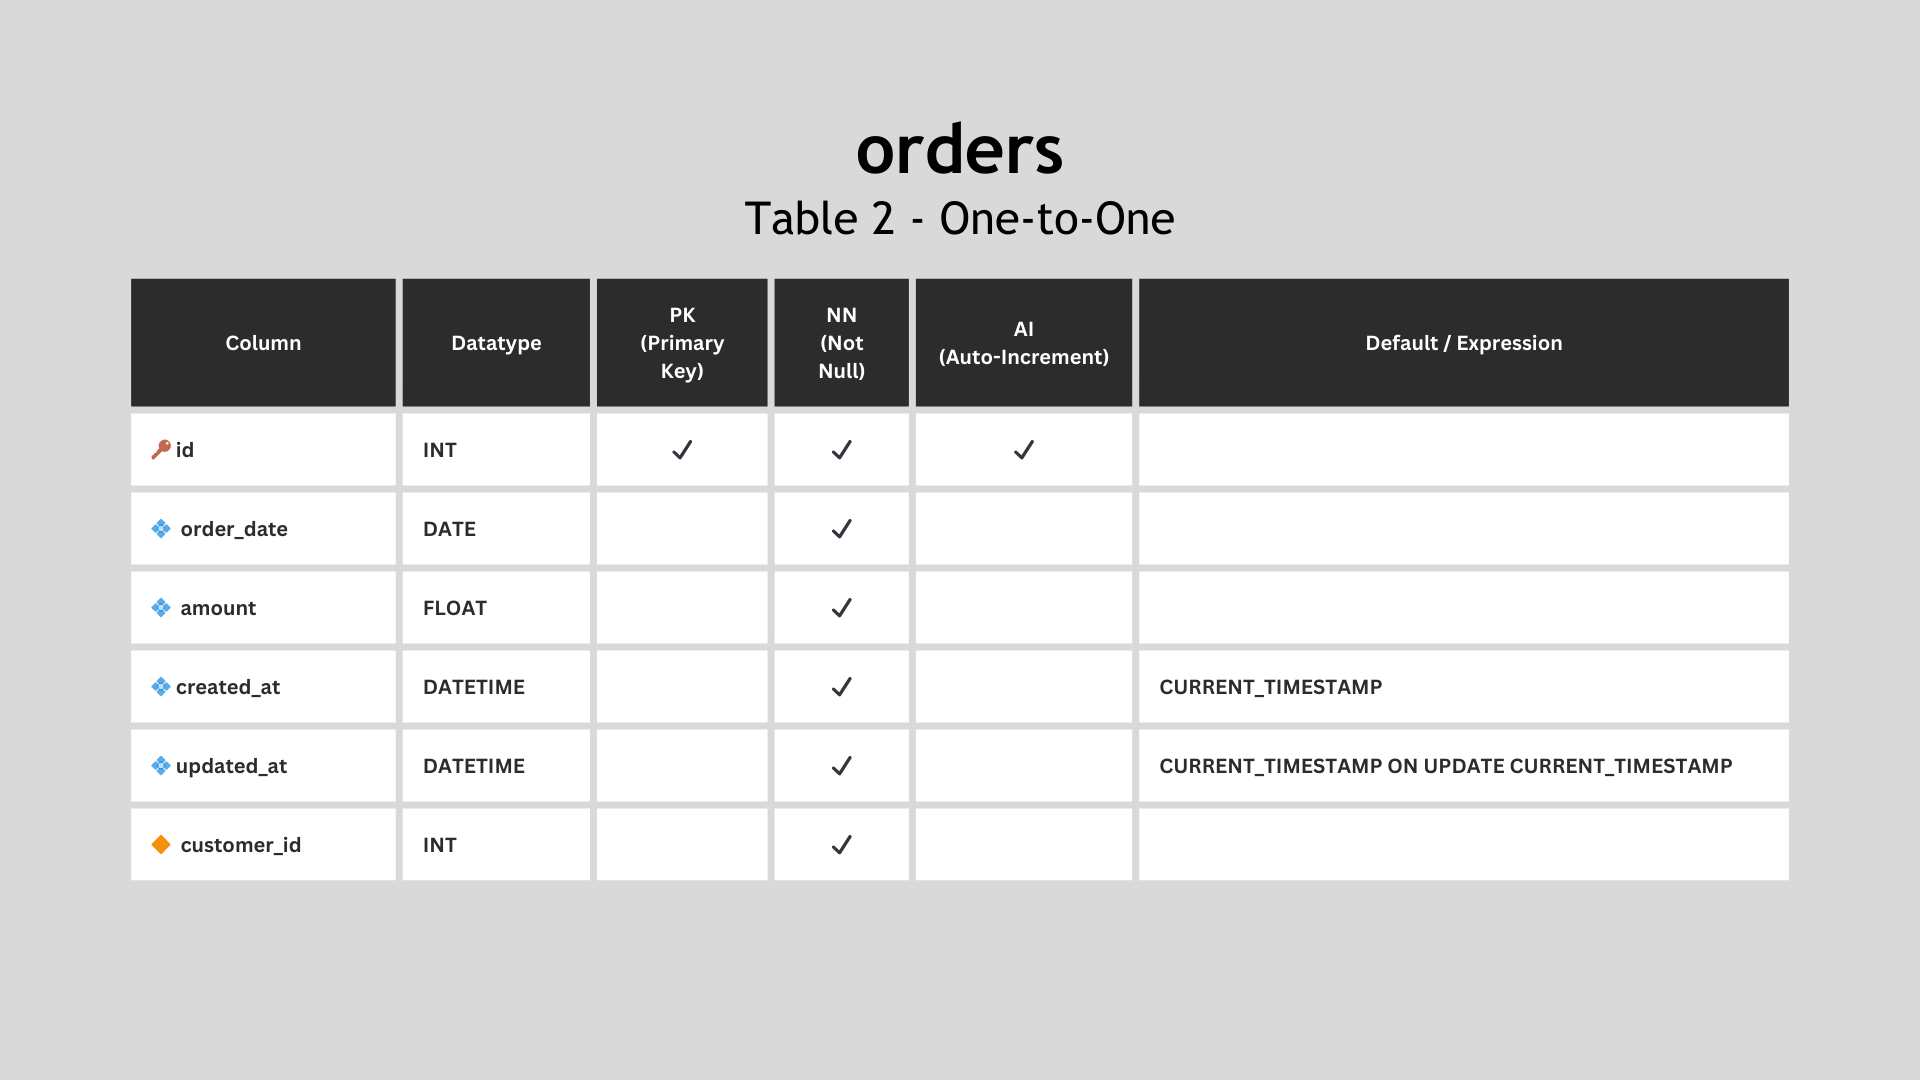 orders
Table 2 - One-to-One
Column Datatype PK (Primary Key) NN (Not Null) AI (Auto-Increment) Default / Expression
id INT ✓ ✓ ✓
order_date DATE ✓
amount FLOAT ✓
created_at DATETIME ✓ CURRENT_TIMESTAMP
updated_at DATETIME ✓ CURRENT_TIMESTAMP ON UPDATE CURRENT_TIMESTAMP
customer_id INT ✓